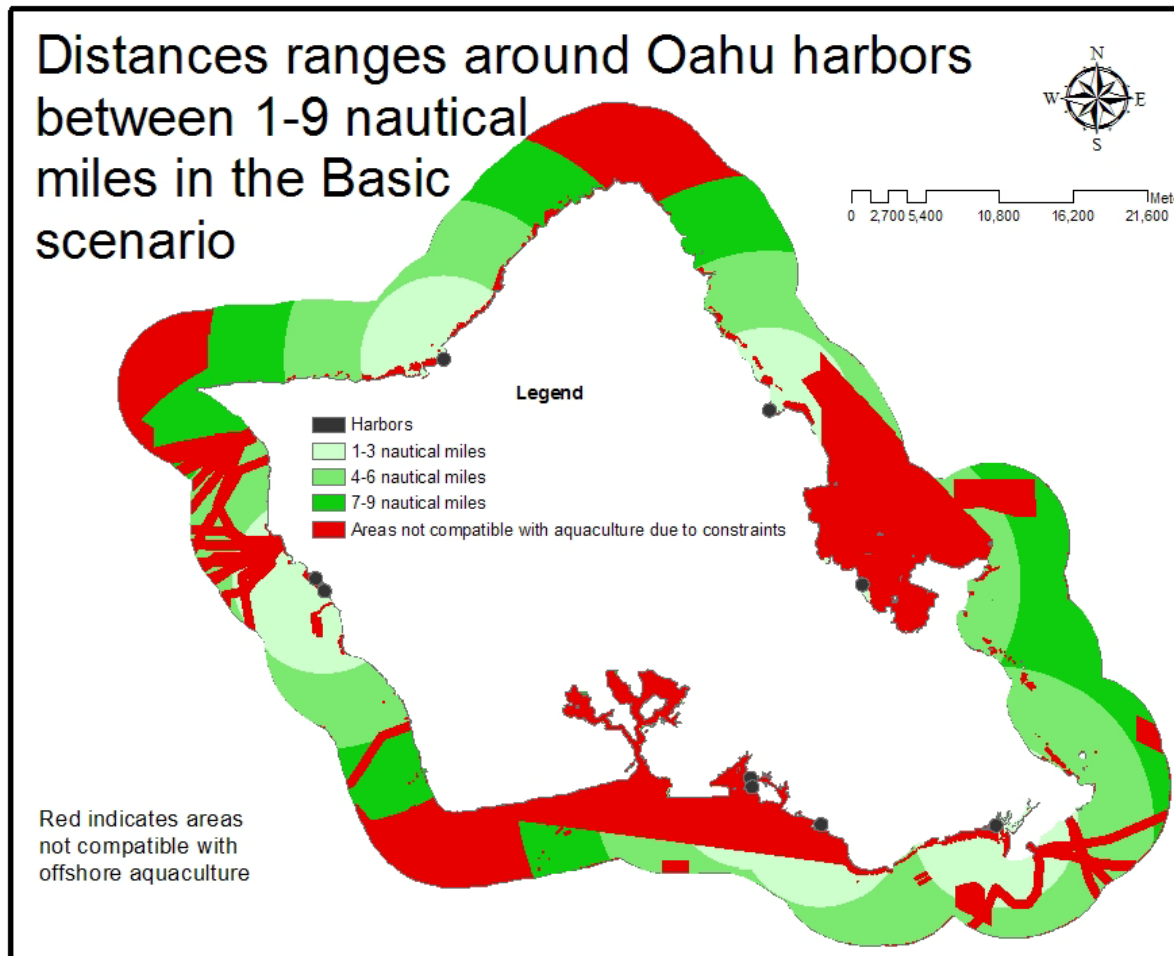 Distances ranges around Oahu harbors
between 1-9 nautical
miles in the Basic
scenario
N
W E
S
Met
0 2,700 5,400 10,800 16,200 21,600
Legend
Harbors
1-3 nautical miles
4-6 nautical miles
7-9 nautical miles
Areas not compatible with aquaculture due to constraints
Red indicates areas
not compatible with
offshore aquaculture